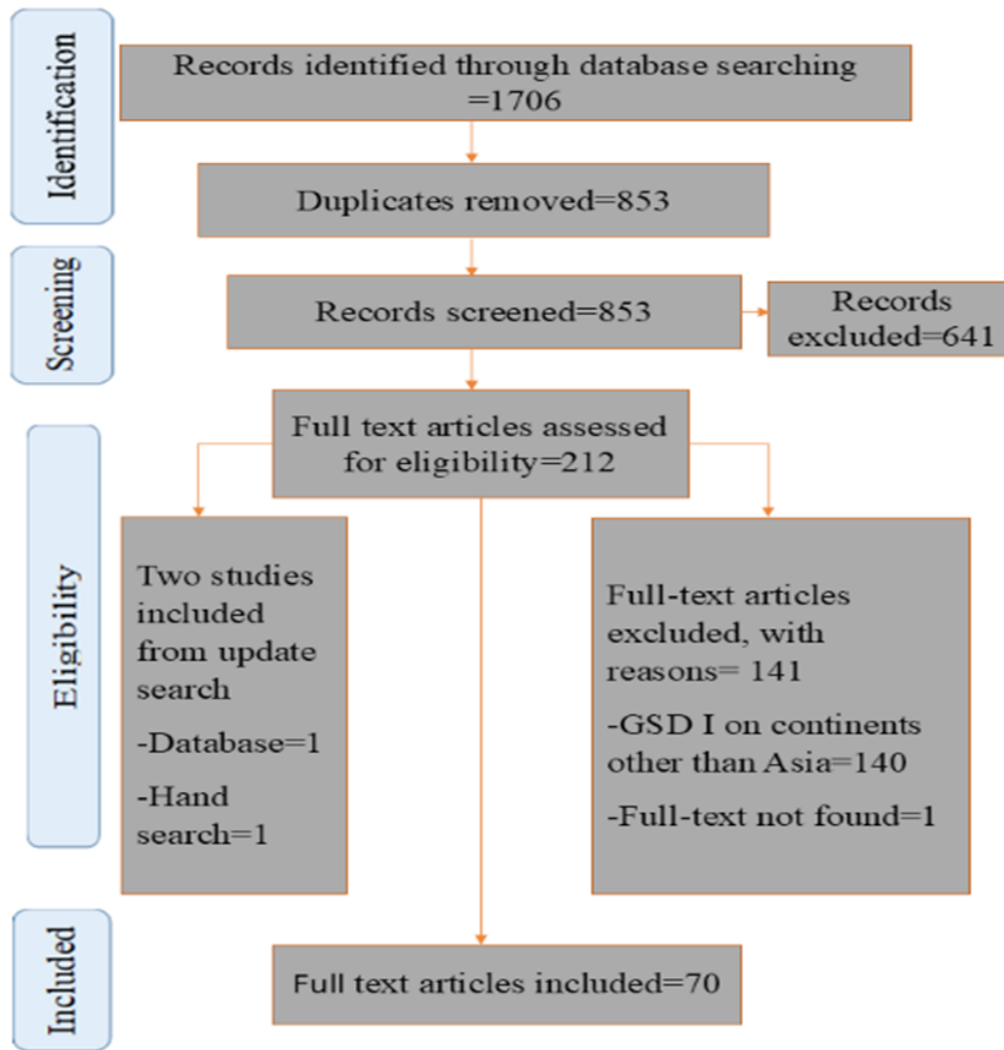 Identification
Records identified through database searching
=1706
Duplicates removed=853
Screening
Records screened=853
Records
excluded=641
Eligibility
Full text articles assessed
for eligibility=212
Two studies
included
from update
search
-Database=1
-Hand
search=1
Full-text articles
excluded, with
reasons= 141
-GSD I on continents
other than Asia=140
-Full-text not found=1
Included
Full text articles included=70